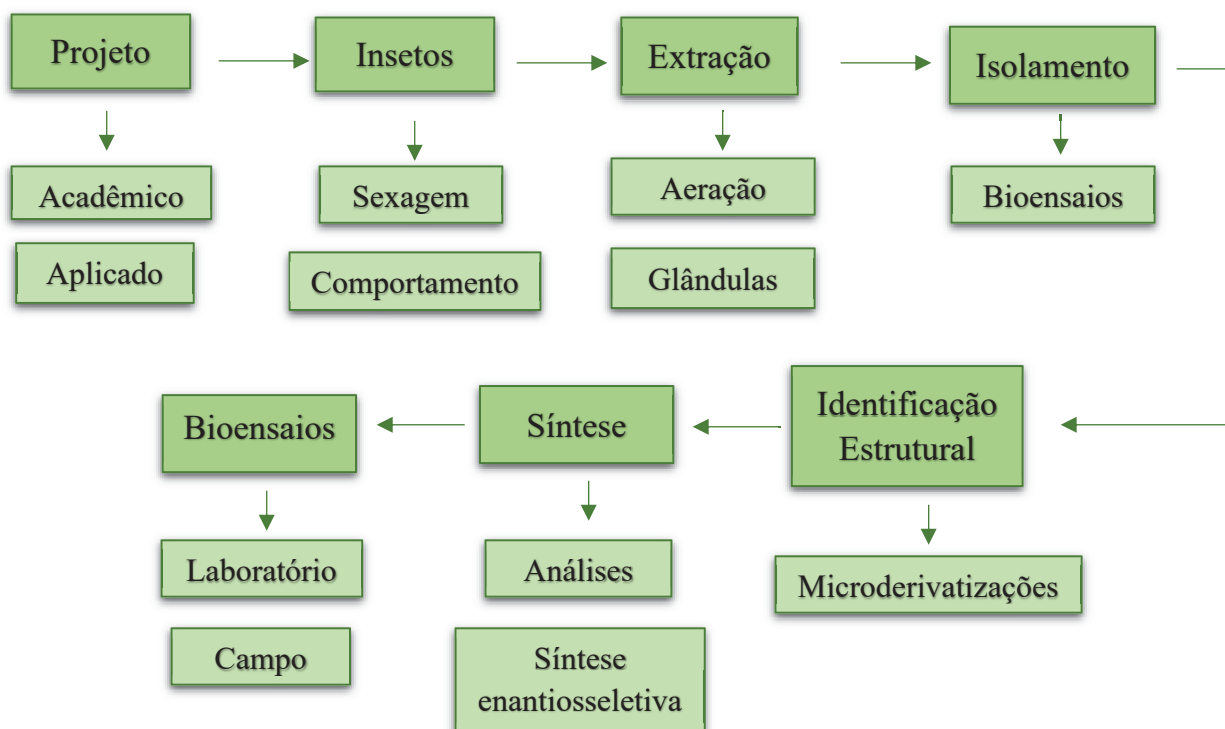 Projeto
Insetos
Extração
Isolamento
Acadêmico
Sexagem
Aeração
Bioensaios
Aplicado
Comportamento
Glândulas
Bioensaios
Síntese
Identificação
Estrutural
Laboratório
Análises
Microderivatizações
Campo
Síntese
enantiosseletiva